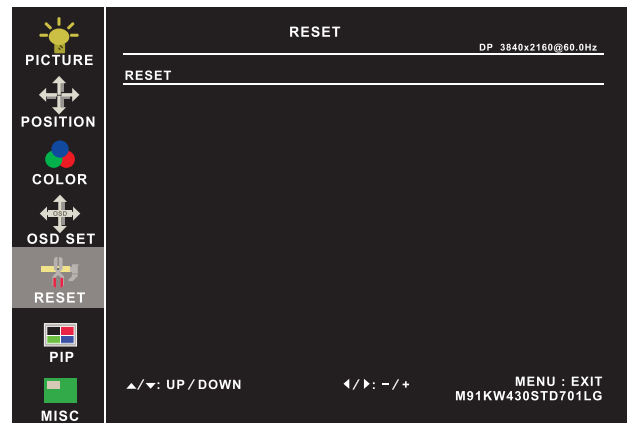 PICTURE
POSITION
COLOR
OSD
OSD SET
RESET
PIP
MISC
RESET
DP 3840x2160@60.0Hz
RESET
▲/▼: UP / DOWN
◀/▶: − / +
MENU : EXIT
M91KW430STD701LG